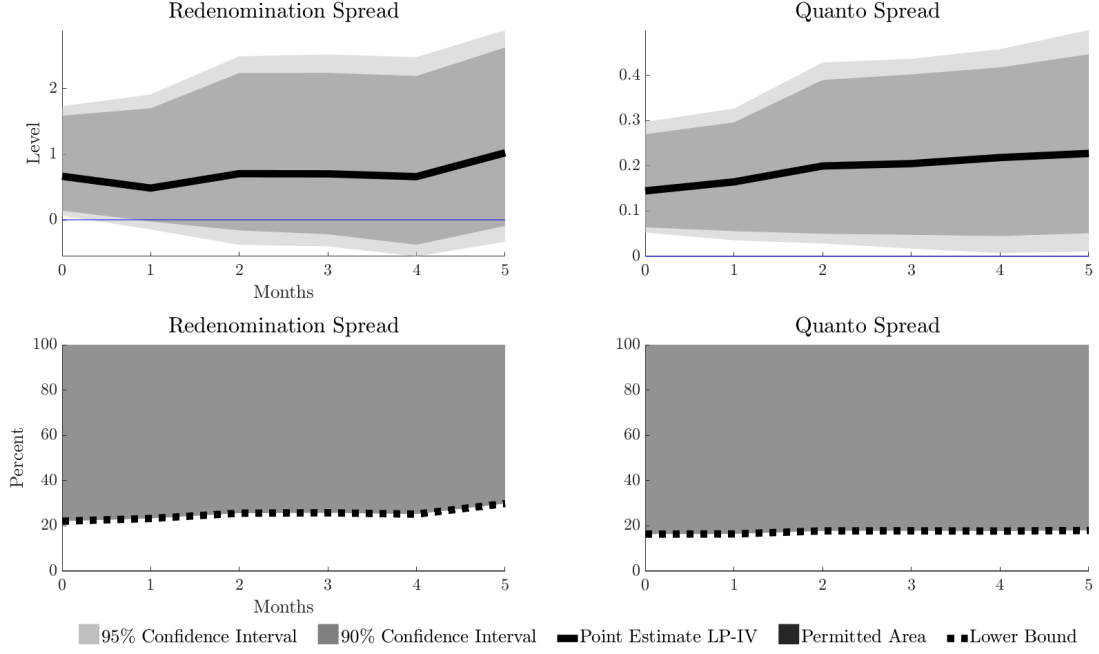 Redenomination Spread
Quanto Spread
Level
2
1
0
0 1 2 3 4 5
Months
0.4
0.3
0.2
0.1
0
0 1 2 3 4 5
Redenomination Spread
Quanto Spread
Percent
100
80
60
40
20
0
0 1 2 3 4 5
Months
100
80
60
40
20
0
0 1 2 3 4 5
95% Confidence Interval 90% Confidence Interval Point Estimate LP-IV Permitted Area Lower Bound